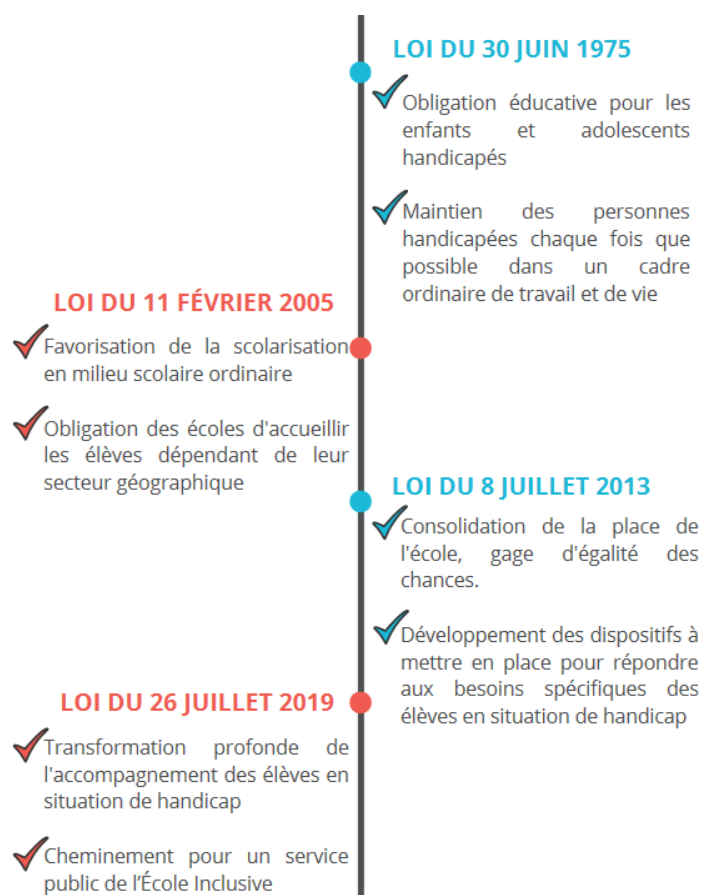 LOI DU 30 JUIN 1975
Obligation éducative pour les
enfants et adolescents
handicapés
Maintien des personnes
handicapées chaque fois que
possible dans un cadre
ordinaire de travail et de vie
LOI DU 11 FÉVRIER 2005
Favorisation de la scolarisation
en milieu scolaire ordinaire
Obligation des écoles d'accueillir
les élèves dépendant de leur
secteur géographique
LOI DU 8 JUILLET 2013
Consolidation de la place de
l'école, gage d'égalité des
chances.
Développement des dispositifs à
mettre en place pour répondre
aux besoins spécifiques des
élèves en situation de handicap
LOI DU 26 JUILLET 2019
Transformation profonde de
l'accompagnement des élèves en
situation de handicap
Cheminement pour un service
public de l’École Inclusive